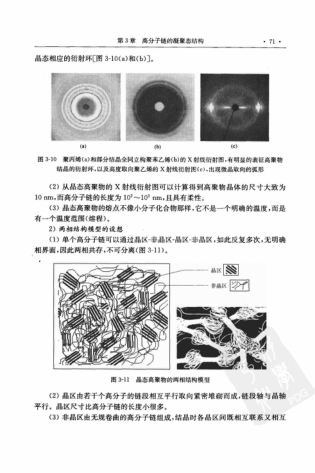 第3章 高分子链的凝聚态结构 · 71 ·
晶态相应的衍射环[图 3-10(a)和(b)]。
(a) (b) (c)
图 3-10 聚丙烯(a)和部分结晶全同立构聚苯乙烯(b)的 X 射线衍射图,有明显的表征高聚物
结晶的衍射环,以及高度取向聚乙烯的 X 射线衍射图(c),出现微晶取向的弧形
(2) 从晶态高聚物的 X 射线衍射图可以计算得到高聚物晶体的尺寸大致为
10 nm,而高分子链的长度为 10²~10³ nm,且具有柔性。
(3) 晶态高聚物的熔点不像小分子化合物那样,它不是一个明确的温度,而是
有一个温度范围(熔程)。
2) 两相结构模型的设想
(1) 单个高分子链可以通过晶区-非晶区-晶区-非晶区,如此反复多次,无明确
相界面,因此两相共存,不可分离(图 3-11)。
晶区
非晶区
图 3-11 晶态高聚物的两相结构模型
(2) 晶区由若干个高分子的链段相互平行取向紧密堆砌而成,链段轴与晶轴
平行。晶区尺寸比高分子链的长度小很多。
(3) 非晶区由无规卷曲的高分子链组成,结晶时各晶区间既相互联系又相互